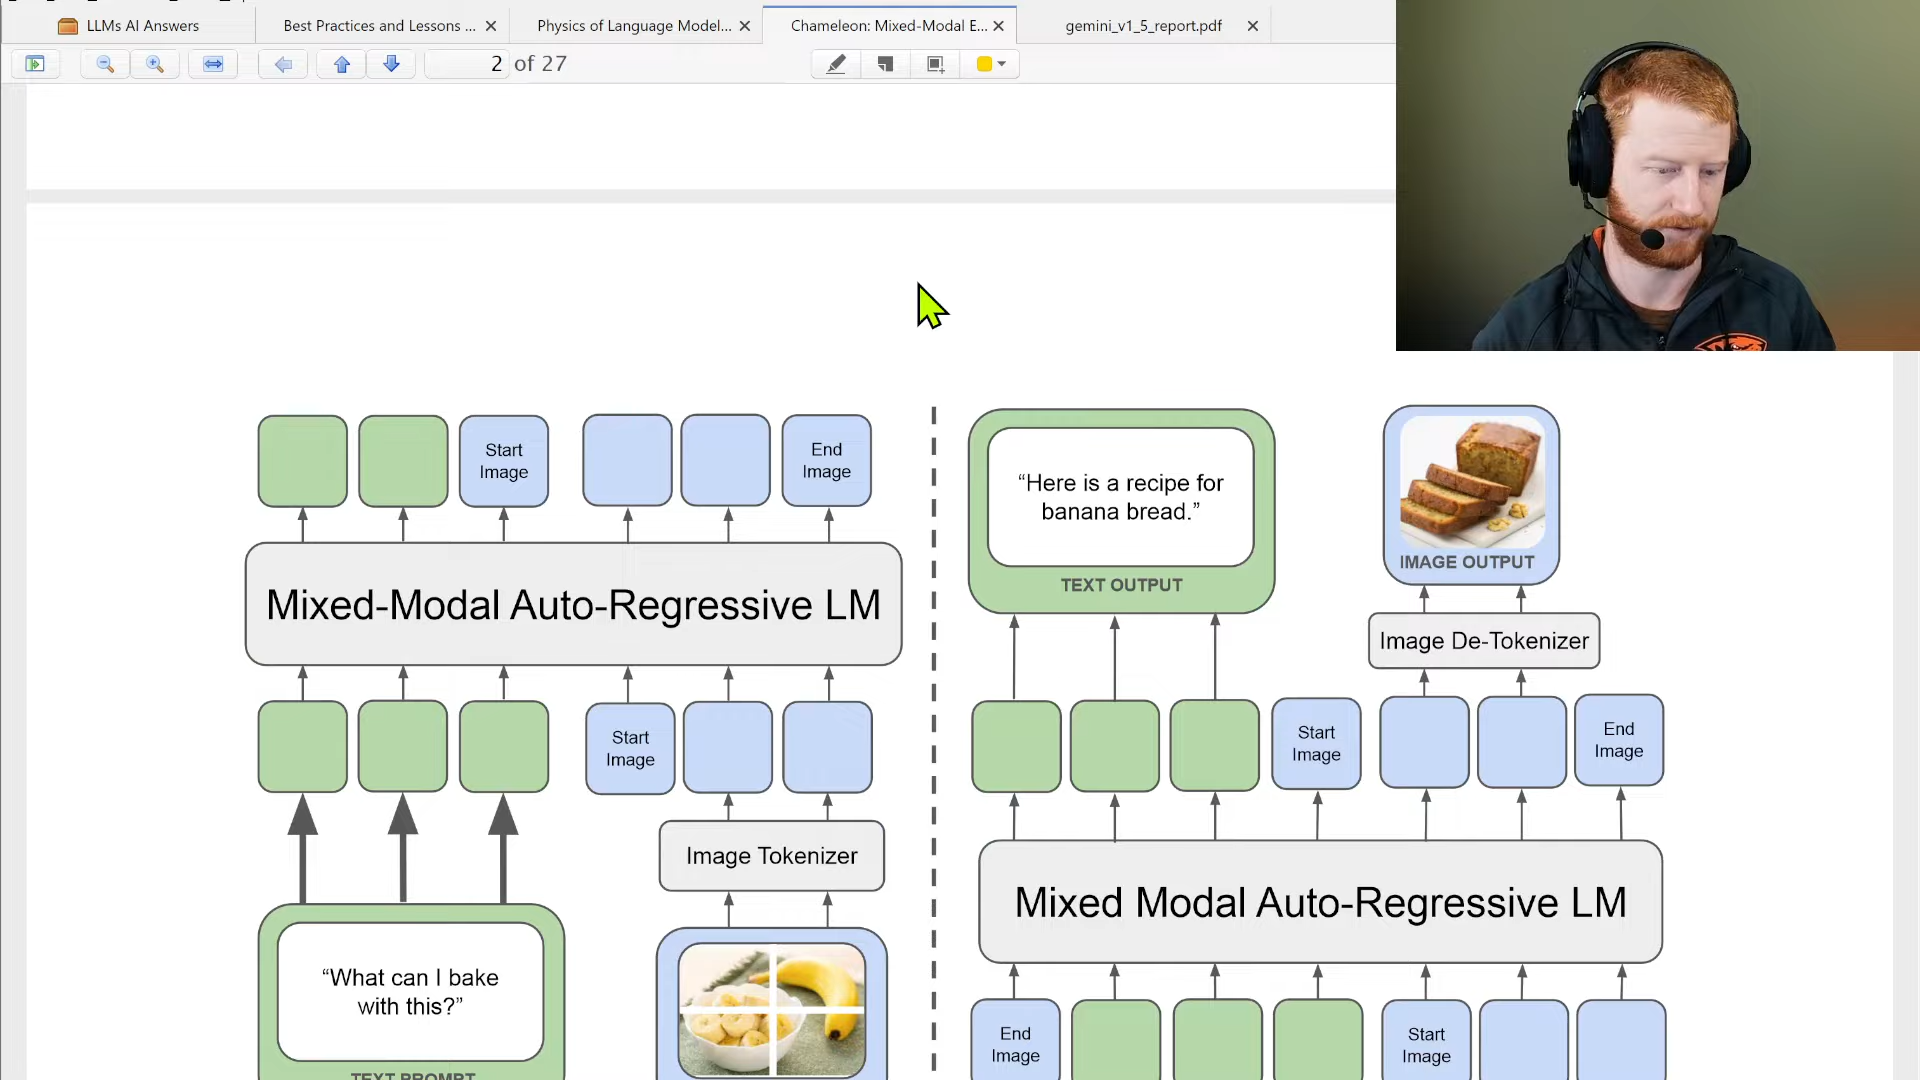 LLMs AI Answers
Best Practices and Lessons ...
Physics of Language Model...
Chameleon: Mixed-Modal E...
gemini_v1_5_report.pdf
2 of 27
Start
Image
End
Image
Mixed-Modal Auto-Regressive LM
Start
Image
Image Tokenizer
“What can I bake
with this?”
TEXT PROMPT
“Here is a recipe for
banana bread.”
TEXT OUTPUT
IMAGE OUTPUT
Image De-Tokenizer
Start
Image
End
Image
Mixed Modal Auto-Regressive LM
End
Image
Start
Image